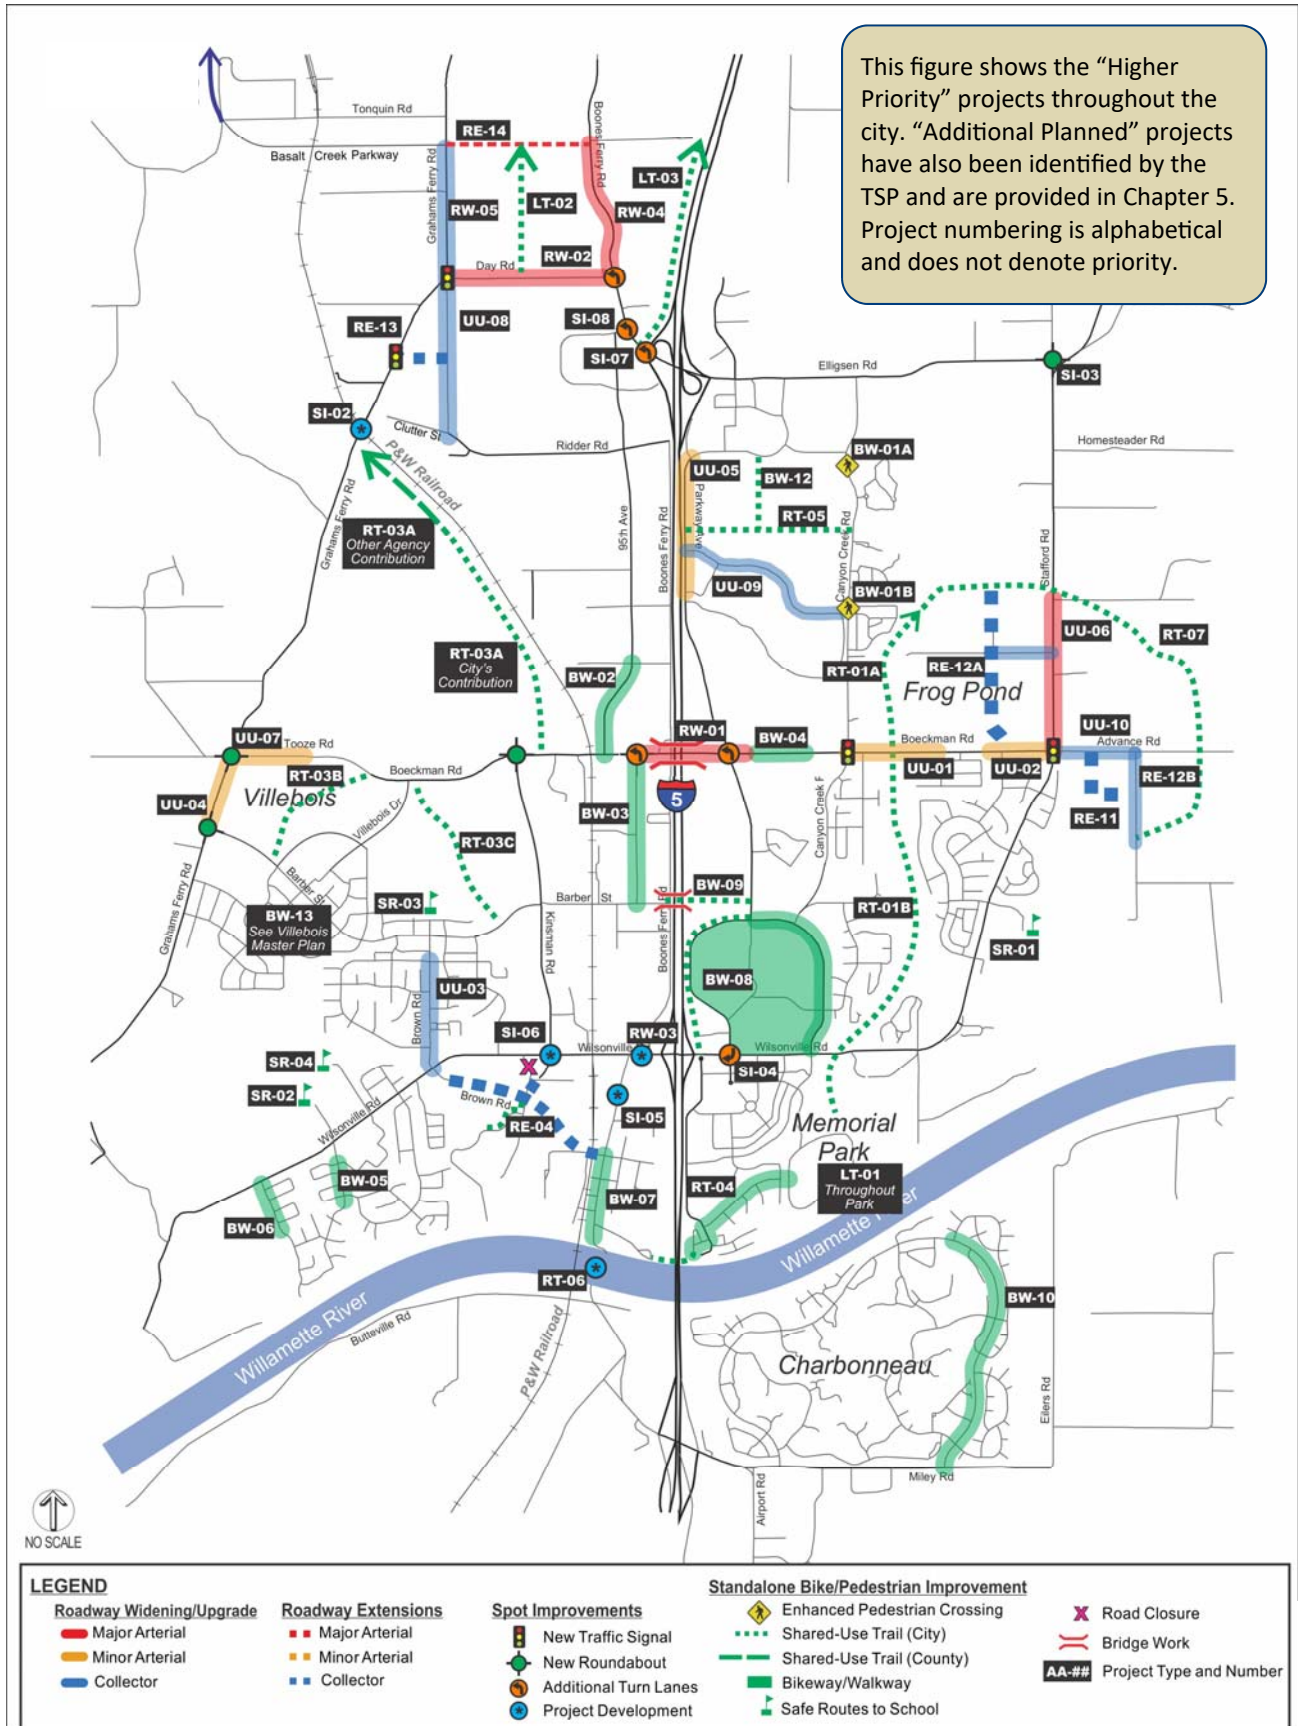 This figure shows the “Higher
Priority” projects throughout the
city. “Additional Planned” projects
have also been identified by the
TSP and are provided in Chapter 5.
Project numbering is alphabetical
and does not denote priority.
Tonquin Rd
Boones Ferry Rd
RE-14
Basalt Creek Parkway
Grahams Ferry Rd
LT-03
LT-02
RW-05
RW-04
RW-02
Day Rd
UU-08
SI-08
RE-13
SI-07
Elligsen Rd
SI-03
SI-02
Clutter St
Ridder Rd
P&W Railroad
Homesteader Rd
BW-01A
UU-05
BW-12
Parkway Ave
RT-05
Grahams Ferry Rd
RT-03A
Other Agency
Contribution
95th Ave
Boones Ferry Rd
Canyon Creek Rd
Stafford Rd
UU-09
BW-01B
UU-06
RT-07
RT-03A
City's
Contribution
BW-02
RT-01A
RE-12A
Frog Pond
UU-07
Tooze Rd
RW-01
BW-04
Boeckman Rd
UU-10
Advance Rd
RT-03B
Boeckman Rd
UU-01
UU-02
RE-12B
UU-04
Villebois
5
BW-03
RE-11
Villebois Dr
Canyon Creek F
RT-03C
Barber St
BW-09
SR-03
Barber St
RT-01B
BW-13
See Villebois
Master Plan
Grahams Ferry Rd
Kinsman Rd
Boones Ferry Rd
SR-01
BW-08
UU-03
Brown Rd
SI-06
RW-03
Wilsonville Rd
Wilsonville Rd
SR-04
SI-04
SR-02
Brown Rd
SI-05
Wilsonville Rd
RE-04
Memorial
Park
LT-01
Throughout
Park
BW-05
RT-04
BW-07
BW-06
Willamette River
RT-06
BW-10
Willamette River
Butteville Rd
P&W Railroad
Charbonneau
Eilers Rd
Miley Rd
Airport Rd
NO SCALE
LEGEND
Roadway Widening/Upgrade
Major Arterial
Minor Arterial
Collector
Roadway Extensions
Major Arterial
Minor Arterial
Collector
Spot Improvements
New Traffic Signal
New Roundabout
Additional Turn Lanes
Project Development
Standalone Bike/Pedestrian Improvement
Enhanced Pedestrian Crossing
Shared-Use Trail (City)
Shared-Use Trail (County)
Bikeway/Walkway
Safe Routes to School
X Road Closure
Bridge Work
AA-## Project Type and Number